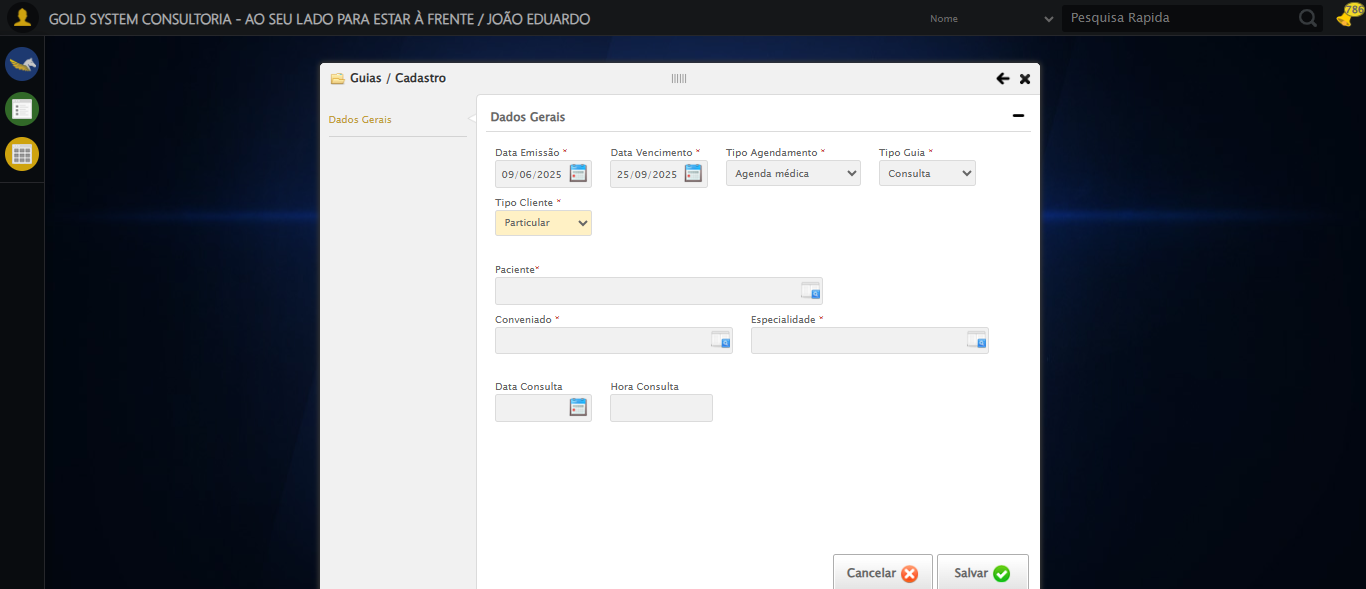 GOLD SYSTEM CONSULTORIA - AO SEU LADO PARA ESTAR À FRENTE / JOÃO EDUARDO
Nome
Pesquisa Rapida
786
Guias / Cadastro
Dados Gerais
Dados Gerais
Data Emissão * Data Vencimento * Tipo Agendamento * Tipo Guia *
09/06/2025 25/09/2025 Agenda médica Consulta
Tipo Cliente *
Particular
Paciente*
Conveniado * Especialidade *
Data Consulta Hora Consulta
Cancelar Salvar